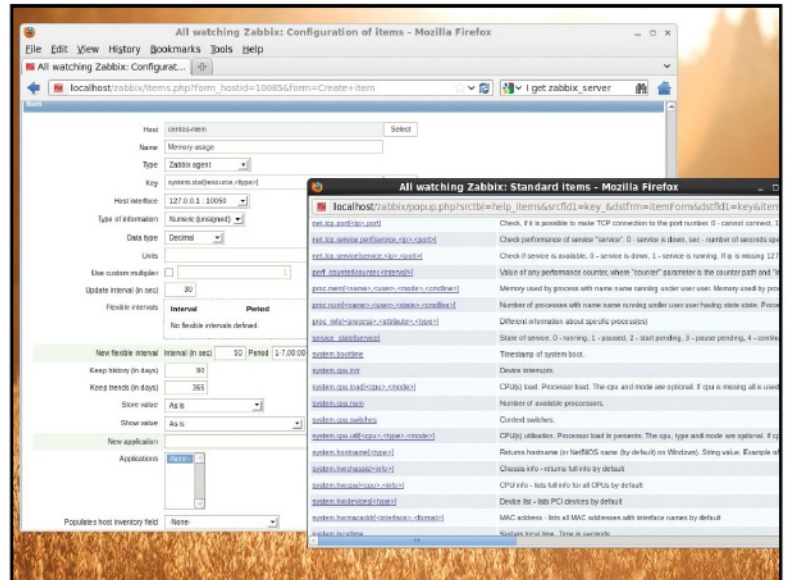 All watching Zabbix: Configuration of items - Mozilla Firefox
File Edit View History Bookmarks Tools Help
All watching Zabbix: Configurat...
localhost/zabbix/items.php?form_hostid=10085&form=Create+item
I get zabbix_server
Item
Host centos-mem Select
Name Memory usage
Type Zabbix agent
Key system.stat[resource,<type>]
Host interface 127.0.0.1 : 10050
Type of information Numeric (unsigned)
Data type Decimal
Units
Use custom multiplier 1
Update interval (in sec) 30
Flexible intervals Interval Period
No flexible intervals defined.
New flexible interval Interval (in sec) 50 Period 1-7,00:00
Keep history (in days) 90
Keep trends (in days) 365
Store value As is
Show value As is
New application
Applications -None-
Populates host inventory field -None-
All watching Zabbix: Standard items - Mozilla Firefox
localhost/zabbix/popup.php?srctbl=help_items&srcfld1=key_&dstfrm=itemForm&dstfld1=key&item
net.tcp.port[<ip>,port] Check, if it is possible to make TCP connection to the port number. 0 - cannot connect, 1
net.tcp.service.perf[service,<ip>,<port>] Check performance of service "service". 0 - service is down, sec - number of seconds spe
net.tcp.service[service,<ip>,<port>] Check if service is available. 0 - service is down, 1 - service is running. If ip is missing 127
perf_counter[counter,<interval>] Value of any performance counter, where "counter" parameter is the counter path and "in
proc.mem[<name>,<user>,<mode>,<cmdline>] Memory used by process with name name running under user user. Memory used by proc
proc.num[<name>,<user>,<state>,<cmdline>] Number of processes with name name running under user user having state state. Proce
proc_info[<process>,<attribute>,<type>] Different information about specific process(es)
service_state[service] State of service. 0 - running, 1 - paused, 2 - start pending, 3 - pause pending, 4 - continu
system.boottime Timestamp of system boot.
system.cpu.intr Device interrupts.
system.cpu.load[<cpu>,<mode>] CPU(s) load. Processor load. The cpu and mode are optional. If cpu is missing all is used
system.cpu.num Number of available proccessors.
system.cpu.switches Context switches.
system.cpu.util[<cpu>,<type>,<mode>] CPU(s) utilisation. Processor load in percents. The cpu, type and mode are optional. If cp
system.hostname[<type>] Returns hostname (or NetBIOS name (by default) on Windows). String value. Example of
system.hw.chassis[<info>] Chassis info - returns full info by default
system.hw.cpu[<cpu>,<info>] CPU info - lists full info for all CPUs by default
system.hw.devices[<type>] Device list - lists PCI devices by default
system.hw.macaddr[<interface>,<format>] MAC address - lists all MAC addresses with interface names by default
system.localtime System local time. Time in seconds.